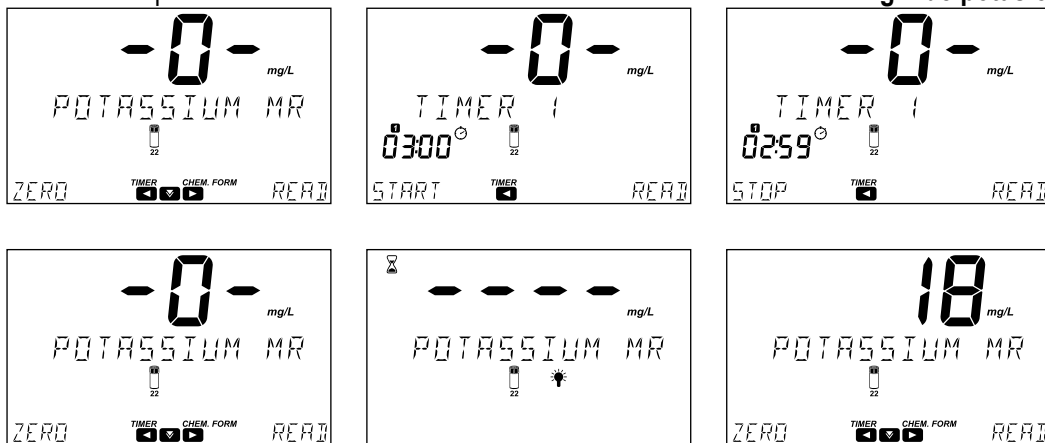 -0- mg/L
POTASSIUM MR
22
ZERO TIMER CHEM. FORM READ
-0- mg/L
TIMER 1
1
03:00
22
START TIMER READ
-0- mg/L
TIMER 1
1
02:59
22
STOP TIMER READ
-0- mg/L
POTASSIUM MR
22
ZERO TIMER CHEM. FORM READ
---- mg/L
POTASSIUM MR
22
18 mg/L
POTASSIUM MR
22
ZERO TIMER CHEM. FORM READ